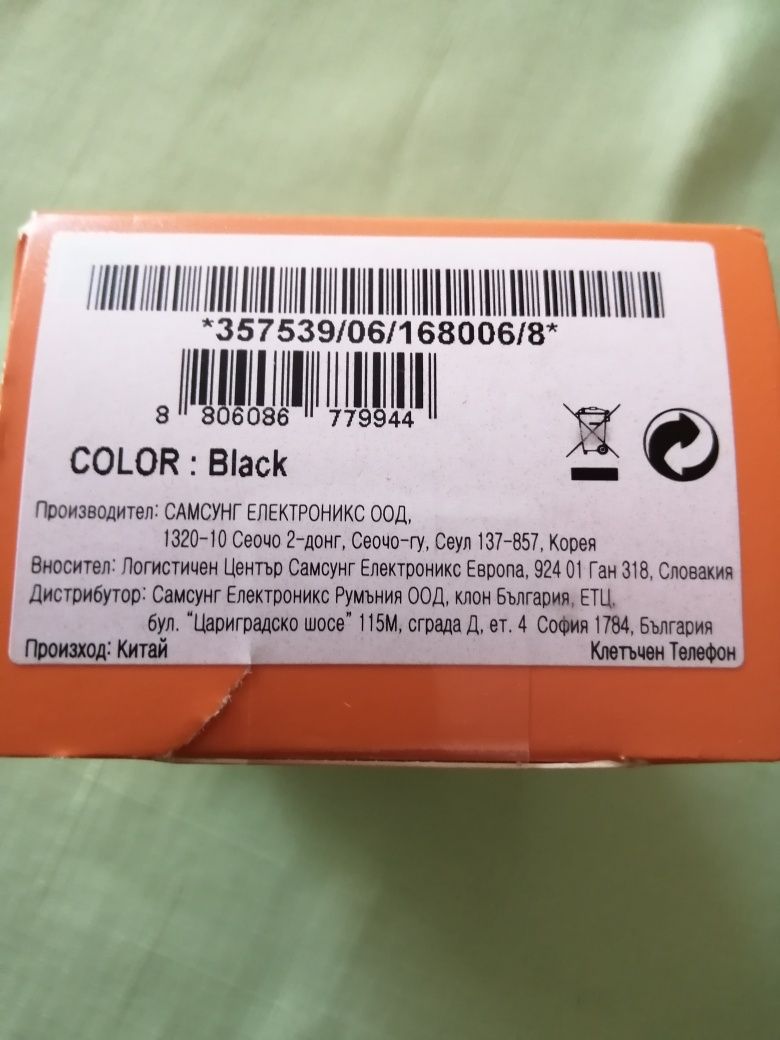 *357539/06/168006/8*
8 806086 779944
COLOR : Black
Производител: САМСУНГ ЕЛЕКТРОНИКС ООД,
1320-10 Сеочо 2-донг, Сеочо-гу, Сеул 137-857, Корея
Вносител: Логистичен Център Самсунг Електроникс Европа, 924 01 Ган 318, Словакия
Дистрибутор: Самсунг Електроникс Румъния ООД, клон България, ЕТЦ,
бул. "Цариградско шосе" 115М, сграда Д, ет. 4 София 1784, България
Произход: Китай
Клетъчен Телефон